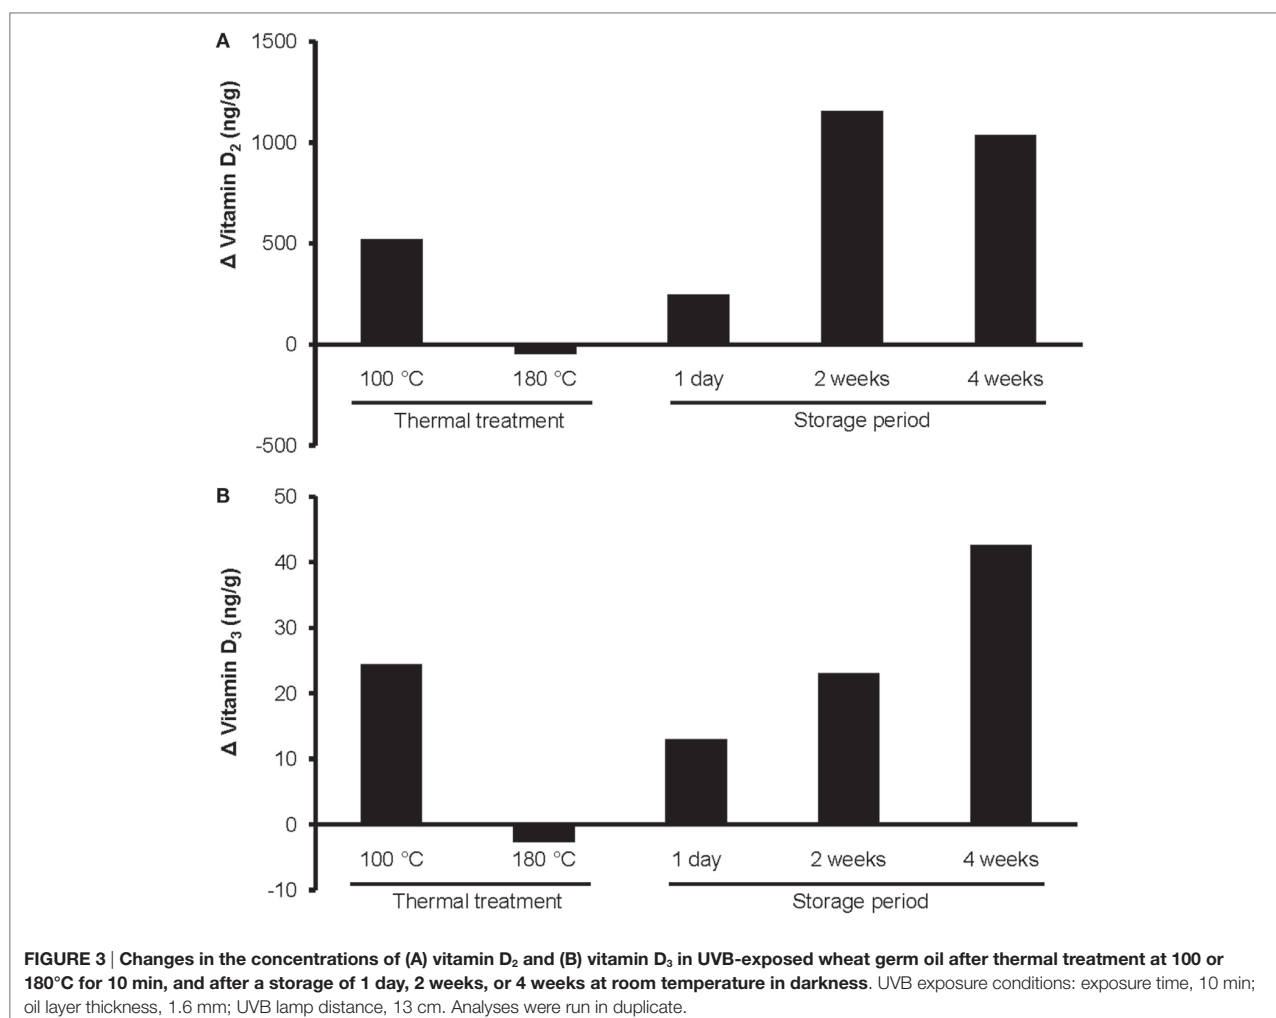 A
1500
1000
500
0
-500
Δ Vitamin D₂ (ng/g)
100 °C 180 °C 1 day 2 weeks 4 weeks
Thermal treatment Storage period
B
50
40
30
20
10
0
-10
Δ Vitamin D₃ (ng/g)
100 °C 180 °C 1 day 2 weeks 4 weeks
Thermal treatment Storage period
FIGURE 3 | Changes in the concentrations of (A) vitamin D₂ and (B) vitamin D₃ in UVB-exposed wheat germ oil after thermal treatment at 100 or
180°C for 10 min, and after a storage of 1 day, 2 weeks, or 4 weeks at room temperature in darkness. UVB exposure conditions: exposure time, 10 min;
oil layer thickness, 1.6 mm; UVB lamp distance, 13 cm. Analyses were run in duplicate.